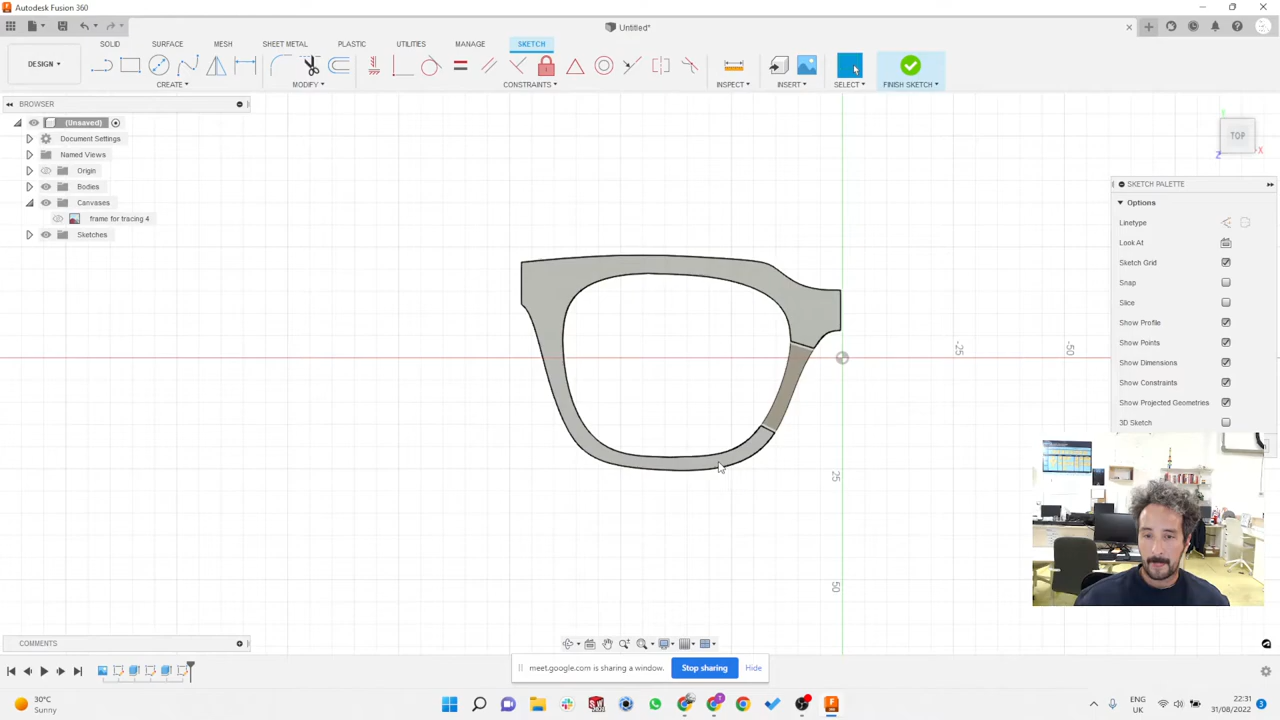 Autodesk Fusion 360
Untitled*
SOLID SURFACE MESH SHEET METAL PLASTIC UTILITIES MANAGE SKETCH
DESIGN
CREATE MODIFY CONSTRAINTS INSPECT INSERT SELECT FINISH SKETCH
BROWSER
(Unsaved)
Document Settings
Named Views
Origin
Bodies
Canvases
frame for tracing 4
Sketches
TOP
Y
X
Z
-25
-50
25
50
SKETCH PALETTE
Options
Linetype
Look At
Sketch Grid
Snap
Slice
Show Profile
Show Points
Show Dimensions
Show Constraints
Show Projected Geometries
3D Sketch
COMMENTS
meet.google.com is sharing a window. Stop sharing Hide
30°C
Sunny
ENG
UK
22:31
31/08/2022